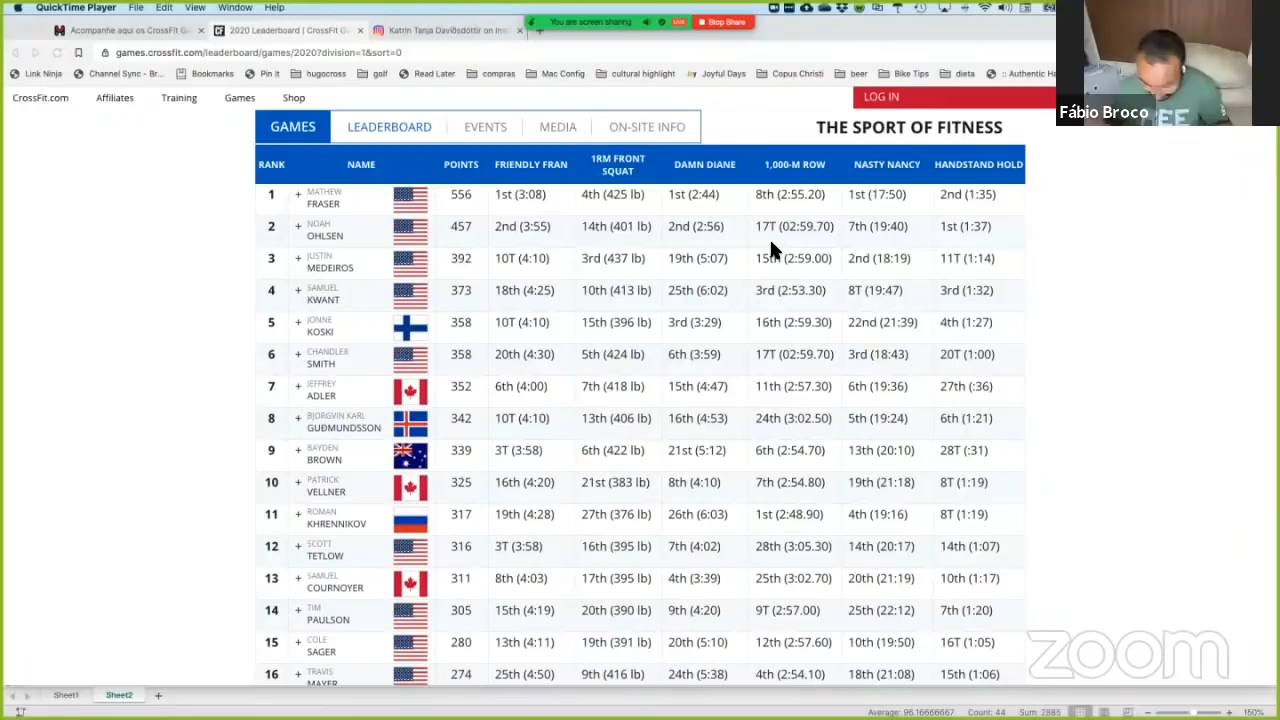 QuickTime Player File Edit View Window Help
You are screen sharing LIVE Stop Share
Acompanhe aqui os CrossFit G 2020 Leaderboard | CrossFit G Katrin Tanja Davíðsdóttir on Ins
games.crossfit.com/leaderboard/games/2020?division=1&sort=0
Link Ninja Channel Sync - Br... Bookmarks Pin It hugocross golf Read Later compras Mac Config cultural highlight Joyful Days Copus Christi beer Bike Tips dieta :: Authentic Ha
Fábio Broco
CrossFit.com Affiliates Training Games Shop LOG IN
GAMES LEADERBOARD EVENTS MEDIA ON-SITE INFO THE SPORT OF FITNESS
RANK NAME POINTS FRIENDLY FRAN 1RM FRONT SQUAT DAMN DIANE 1,000-M ROW NASTY NANCY HANDSTAND HOLD
1 + MATHEW FRASER 556 1st (3:08) 4th (425 lb) 1st (2:44) 8th (2:55.20) (17:50) 2nd (1:35)
2 + NOAH OHLSEN 457 2nd (3:55) 14th (401 lb) 2nd (2:56) 17T (02:59.70) 7th (19:40) 1st (1:37)
3 + JUSTIN MEDEIROS 392 10T (4:10) 3rd (437 lb) 19th (5:07) 15th (2:59.00) 2nd (18:19) 11T (1:14)
4 + SAMUEL KWANT 373 18th (4:25) 10th (413 lb) 25th (6:02) 3rd (2:53.30) (19:47) 3rd (1:32)
5 + JONNE KOSKI 358 10T (4:10) 15th (396 lb) 3rd (3:29) 16th (2:59.30) 22nd (21:39) 4th (1:27)
6 + CHANDLER SMITH 358 20th (4:30) 5th (424 lb) 6th (3:59) 17T (02:59.70) 3rd (18:43) 20T (1:00)
7 + JEFFREY ADLER 352 6th (4:00) 7th (418 lb) 15th (4:47) 11th (2:57.30) 6th (19:36) 27th (:36)
8 + BJORGVIN KARL GUÐMUNDSSON 342 10T (4:10) 13th (406 lb) 16th (4:53) 24th (3:02.50) 5th (19:24) 6th (1:21)
9 + BAYDEN BROWN 339 3T (3:58) 6th (422 lb) 21st (5:12) 6th (2:54.70) 13th (20:10) 28T (:31)
10 + PATRICK VELLNER 325 16th (4:20) 21st (383 lb) 8th (4:10) 7th (2:54.80) 19th (21:18) 8T (1:19)
11 + ROMAN KHRENNIKOV 317 19th (4:28) 27th (376 lb) 26th (6:03) 1st (2:48.90) 4th (19:16) 8T (1:19)
12 + SCOTT TETLOW 316 3T (3:58) 16th (395 lb) 7th (4:02) 28th (3:05.30) 14th (20:17) 14th (1:07)
13 + SAMUEL COURNOYER 311 8th (4:03) 17th (395 lb) 4th (3:39) 25th (3:02.70) 20th (21:19) 10th (1:17)
14 + TIM PAULSON 305 15th (4:19) 20th (390 lb) 9th (4:20) 9T (2:57.00) 25th (22:12) 7th (1:20)
15 + COLE SAGER 280 13th (4:11) 19th (391 lb) 20th (5:10) 12th (2:57.60) (19:50) 16T (1:05)
16 + TRAVIS MAYER 274 25th (4:50) 9th (416 lb) 24th (5:38) 4th (2:54.10) 18th (21:08) 15th (1:06)
zoom
Sheet1 Sheet2 +
Average: 96.16666667 Count: 44 Sum: 2885 150%